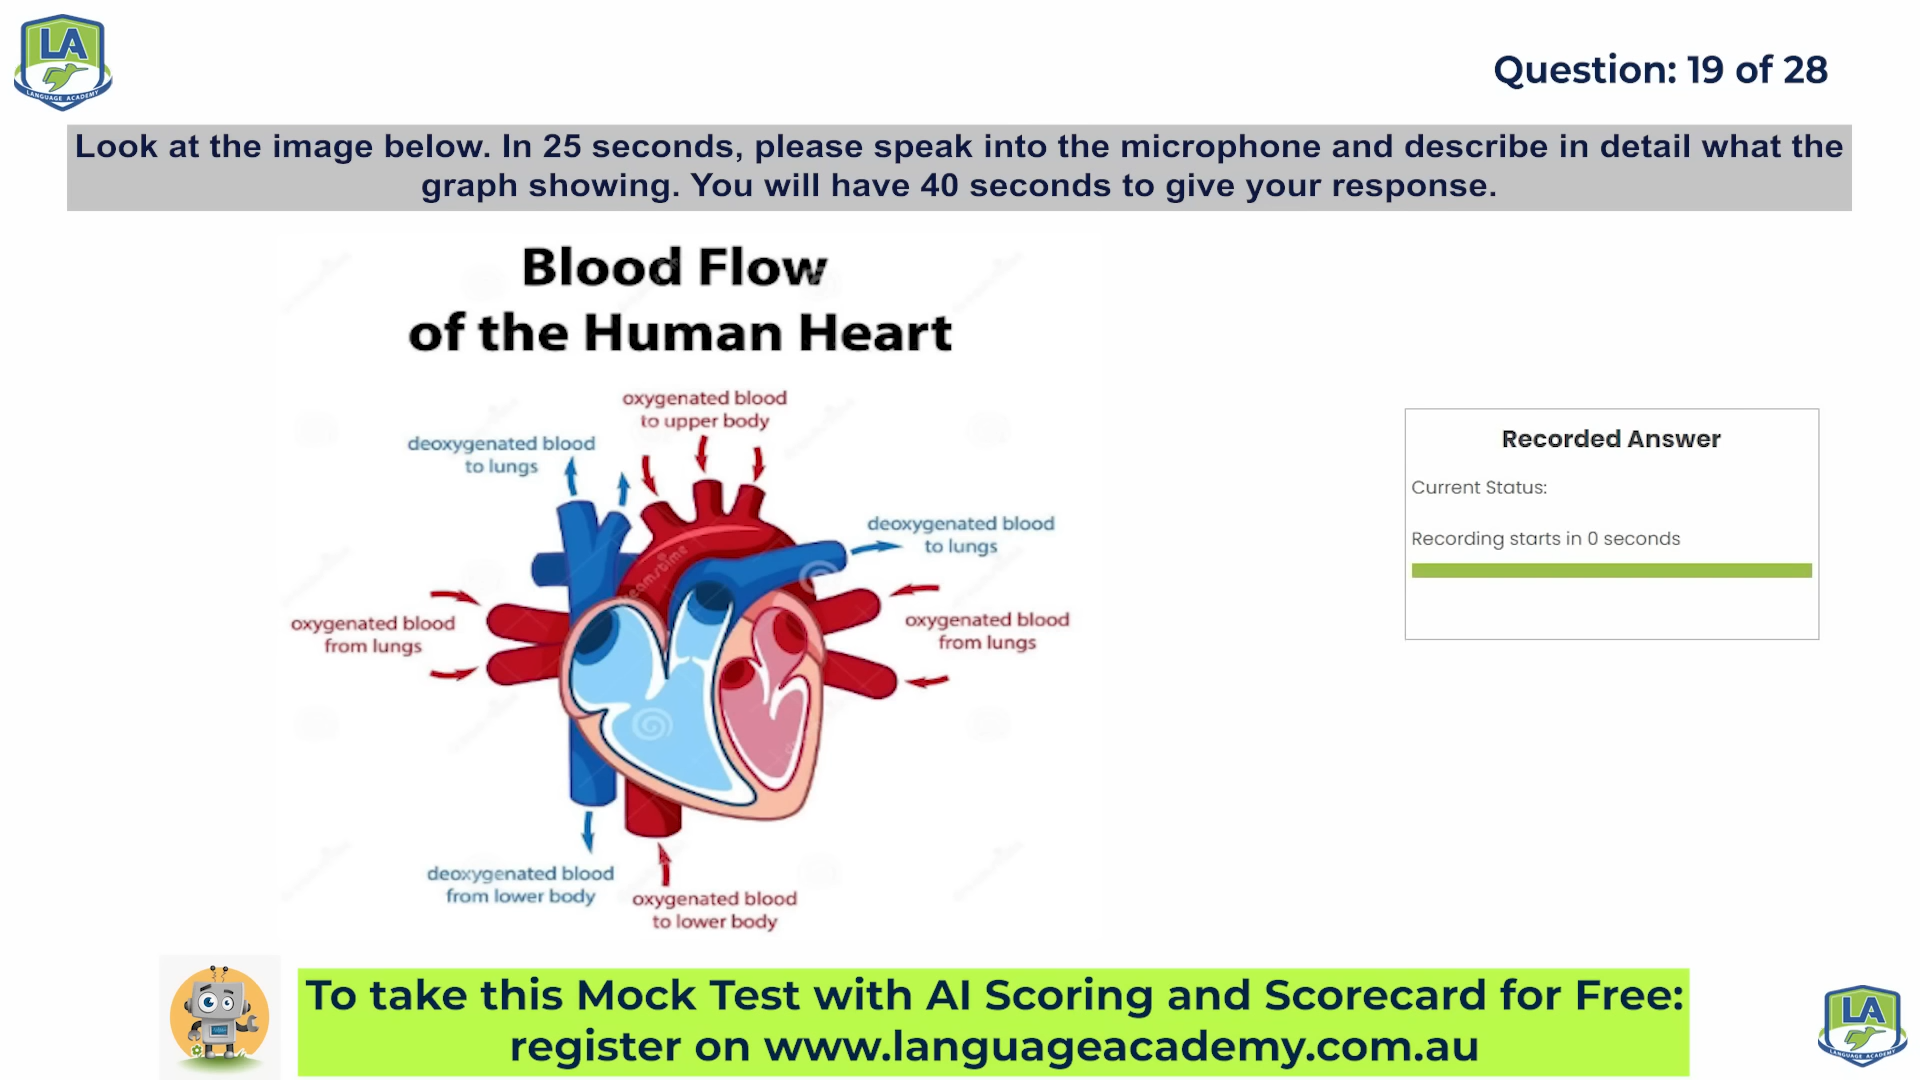 LA
LANGUAGE ACADEMY
Question: 19 of 28
Look at the image below. In 25 seconds, please speak into the microphone and describe in detail what the
graph showing. You will have 40 seconds to give your response.
Blood Flow
of the Human Heart
oxygenated blood
to upper body
deoxygenated blood
to lungs
deoxygenated blood
to lungs
oxygenated blood
from lungs
oxygenated blood
from lungs
deoxygenated blood
from lower body
oxygenated blood
to lower body
Recorded Answer
Current Status:
Recording starts in 0 seconds
To take this Mock Test with AI Scoring and Scorecard for Free:
register on www.languageacademy.com.au
LA
LANGUAGE ACADEMY